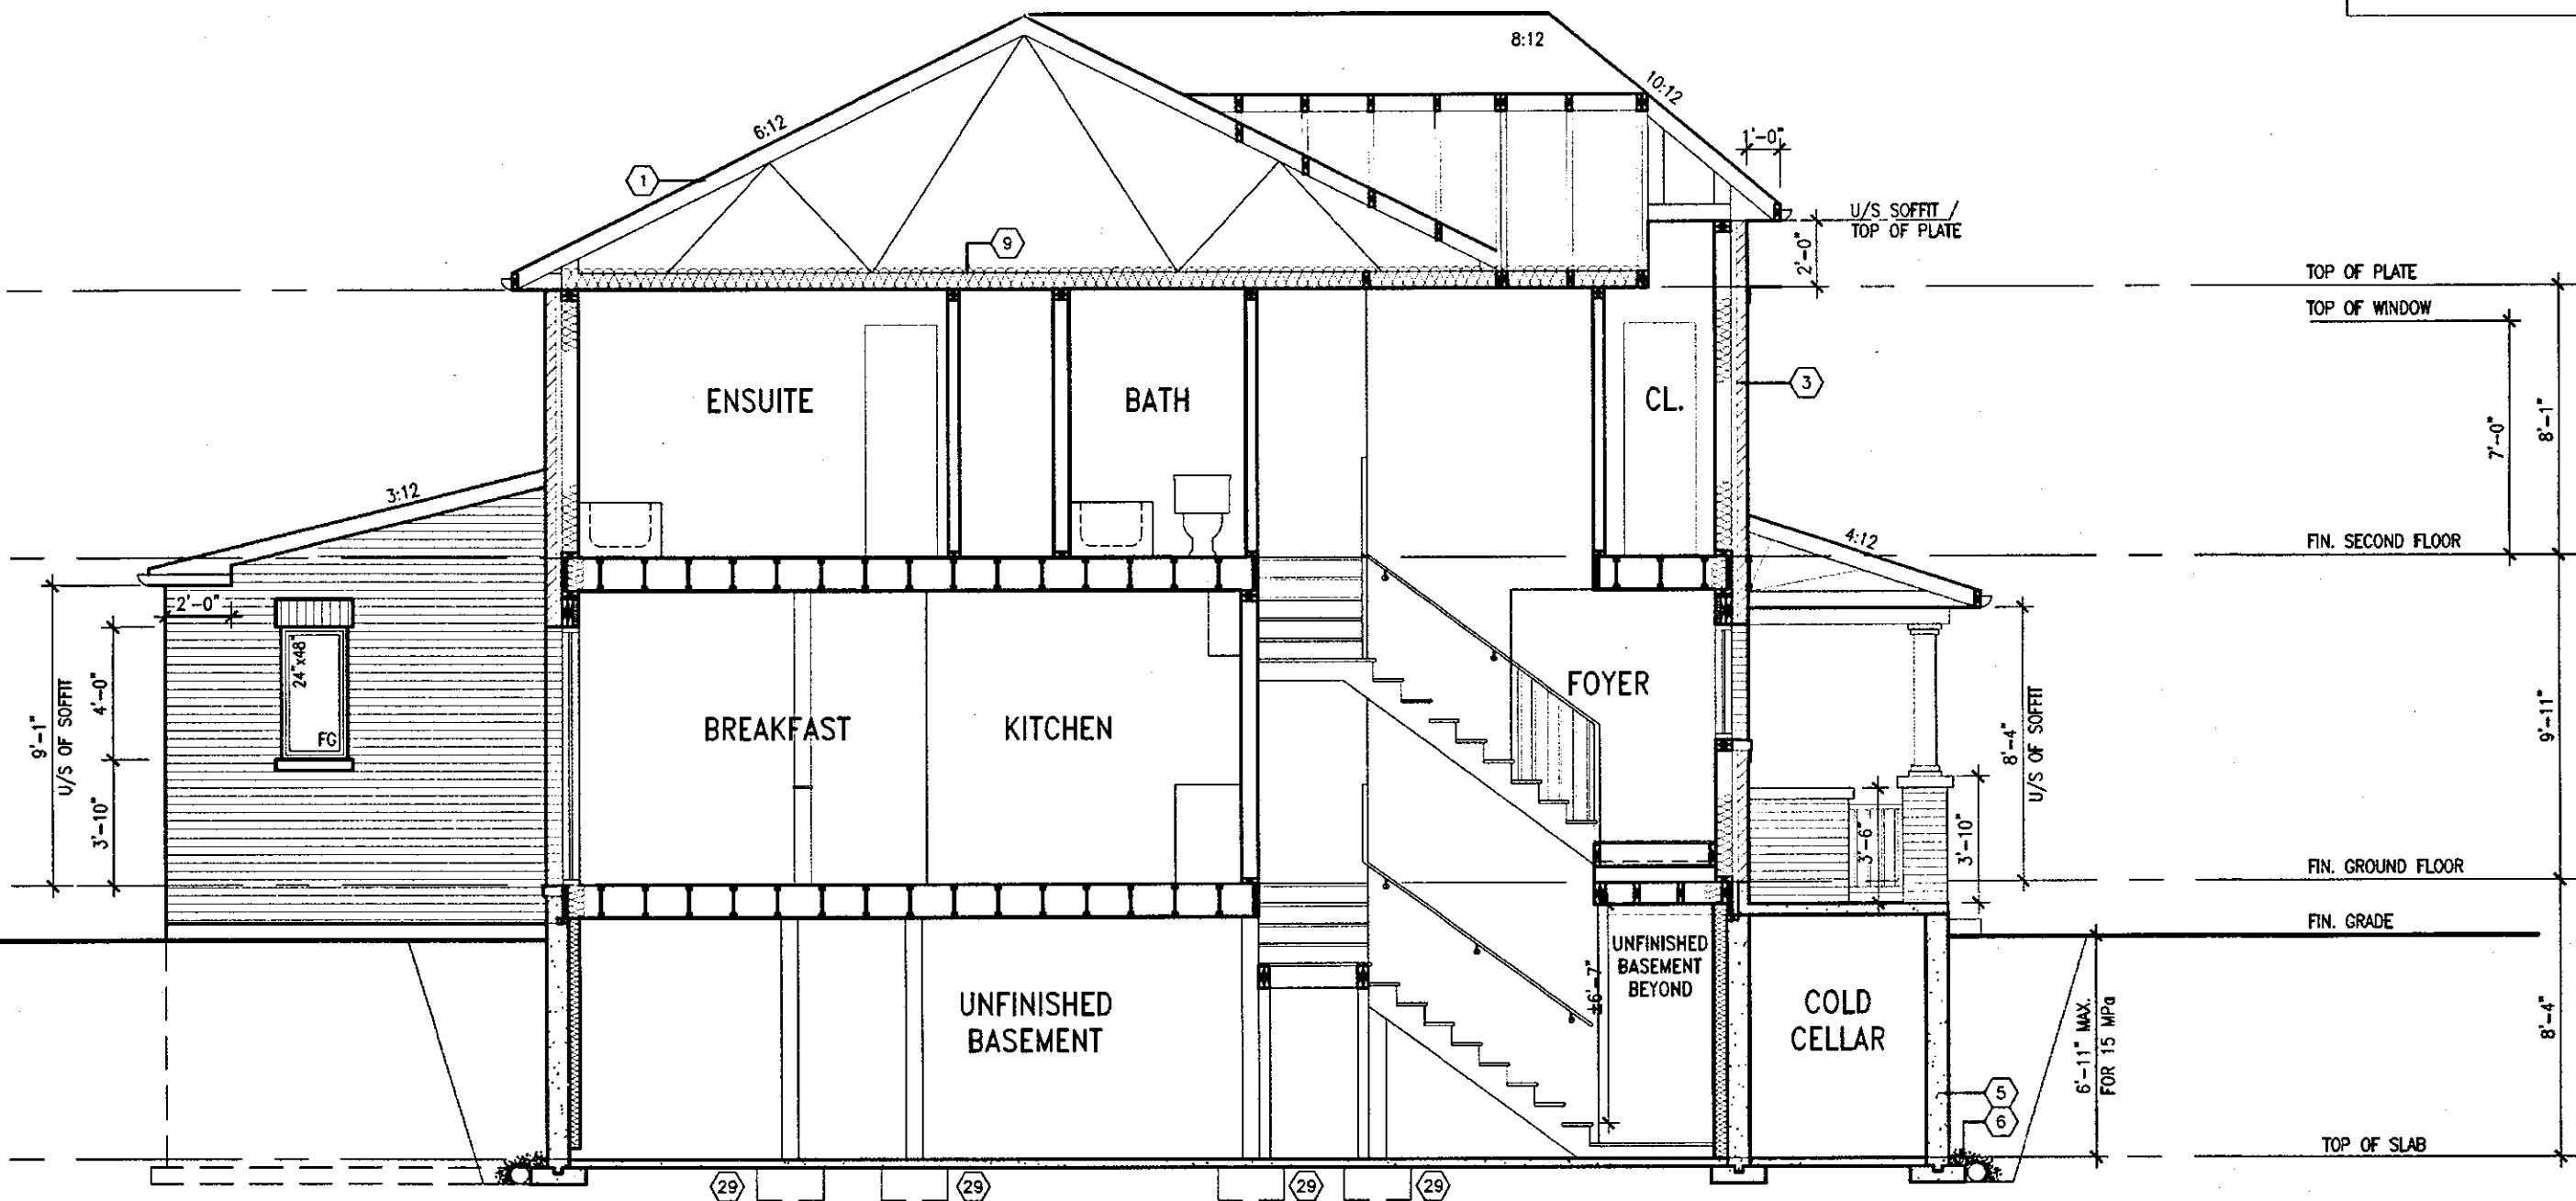 8:12
10:12
6:12
1'-0"
1
U/S SOFFIT /
TOP OF PLATE
2'-0"
9
TOP OF PLATE
TOP OF WINDOW
ENSUITE
BATH
CL.
3
7'-0"
8'-1"
3:12
4:12
FIN. SECOND FLOOR
2'-0"
24"x48"
FG
9'-1"
U/S OF SOFFIT
4'-0"
3'-10"
BREAKFAST
KITCHEN
FOYER
8'-4"
U/S OF SOFFIT
3'-6"
3'-10"
9'-11"
FIN. GROUND FLOOR
FIN. GRADE
UNFINISHED
BASEMENT
UNFINISHED
BASEMENT
BEYOND
±6'-7"
COLD
CELLAR
6'-11" MAX.
FOR 15 MPa
8'-4"
5
6
TOP OF SLAB
29
29
29
29